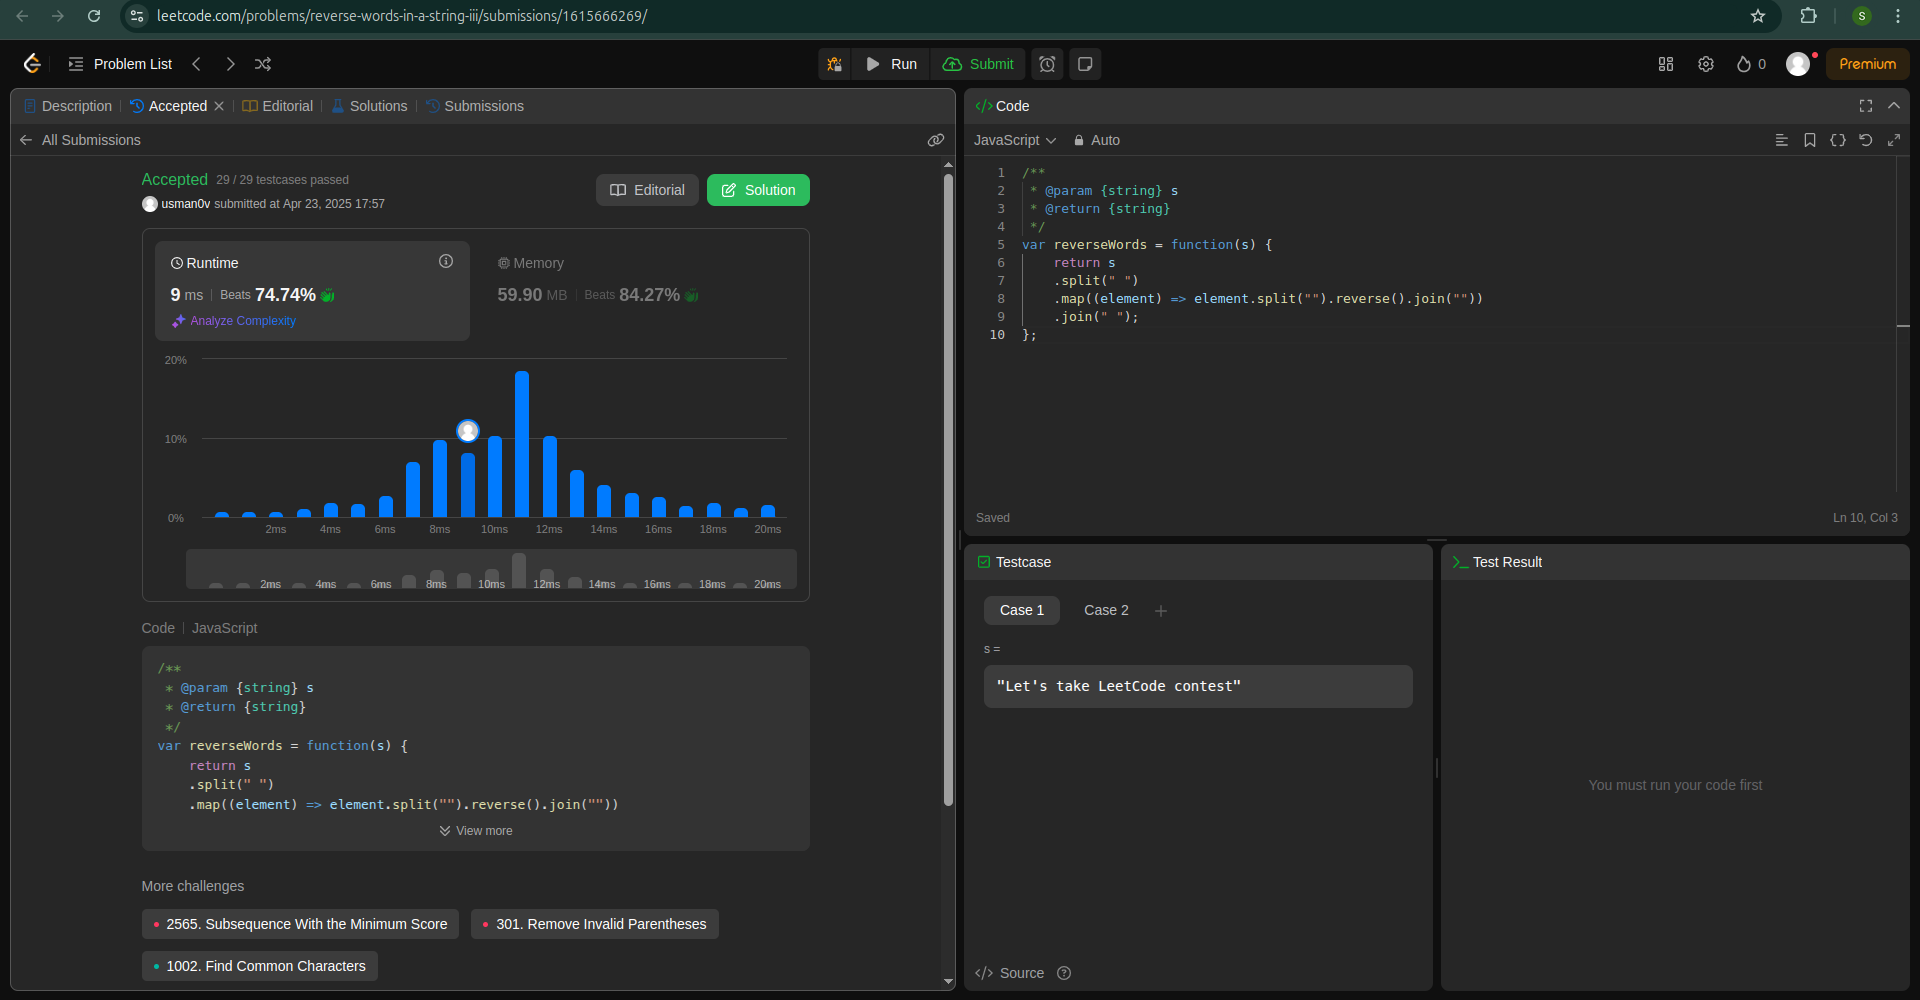 leetcode.com/problems/reverse-words-in-a-string-iii/submissions/1615666269/
S
Problem List
Run
Submit
0
Premium
Description
Accepted
Editorial
Solutions
Submissions
All Submissions
Accepted 29 / 29 testcases passed
usman0v submitted at Apr 23, 2025 17:57
Editorial
Solution
Runtime
9 ms | Beats 74.74%
Analyze Complexity
Memory
59.90 MB | Beats 84.27%
20%
10%
0%
2ms 4ms 6ms 8ms 10ms 12ms 14ms 16ms 18ms 20ms
2ms 4ms 6ms 8ms 10ms 12ms 14ms 16ms 18ms 20ms
Code | JavaScript
/**
 * @param {string} s
 * @return {string}
 */
var reverseWords = function(s) {
    return s
    .split(" ")
    .map((element) => element.split("").reverse().join(""))
View more
More challenges
2565. Subsequence With the Minimum Score
301. Remove Invalid Parentheses
1002. Find Common Characters
</> Code
JavaScript
Auto
1 /**
2  * @param {string} s
3  * @return {string}
4  */
5 var reverseWords = function(s) {
6     return s
7     .split(" ")
8     .map((element) => element.split("").reverse().join(""))
9     .join(" ");
10 };
Saved
Ln 10, Col 3
Testcase
Case 1
Case 2
+
s =
"Let's take LeetCode contest"
</> Source
>_ Test Result
You must run your code first